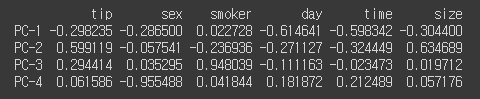 tip sex smoker day time size
PC-1 -0.298235 -0.286500 0.022728 -0.614641 -0.598342 -0.304400
PC-2 0.599119 -0.057541 -0.236936 -0.271127 -0.324449 0.634689
PC-3 0.294414 0.035295 0.948039 -0.111163 -0.023473 0.019712
PC-4 0.061586 -0.955488 0.041844 0.181872 0.212489 0.057176